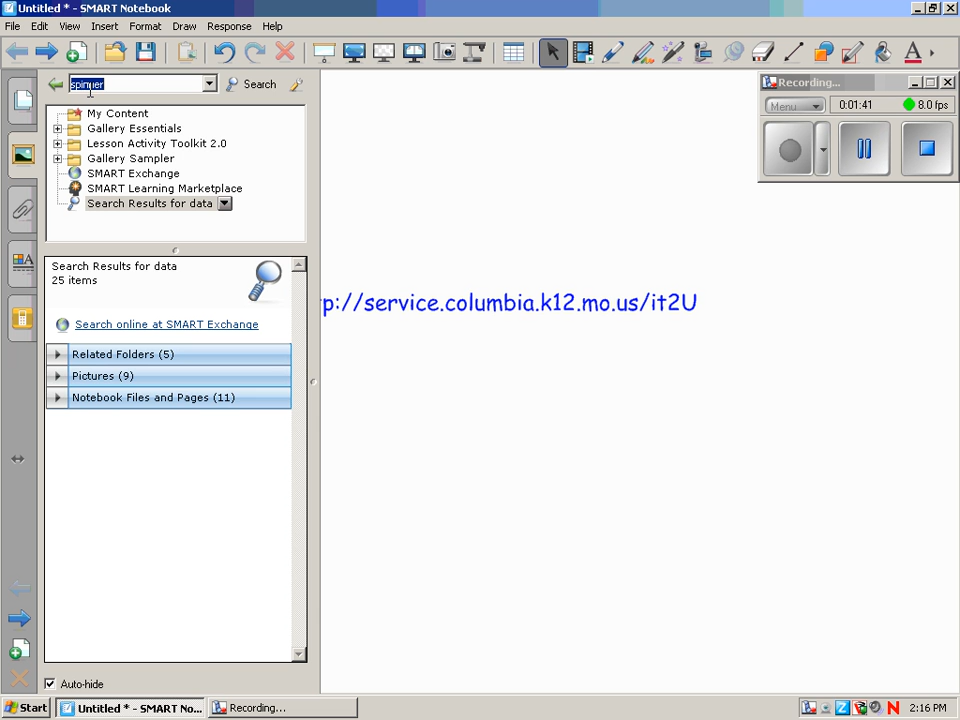 Untitled * - SMART Notebook
File Edit View Insert Format Draw Response Help
spinner
Search
My Content
Gallery Essentials
Lesson Activity Toolkit 2.0
Gallery Sampler
SMART Exchange
SMART Learning Marketplace
Search Results for data
Search Results for data
25 items
Search online at SMART Exchange
Related Folders (5)
Pictures (9)
Notebook Files and Pages (11)
Auto-hide
tp://service.columbia.k12.mo.us/it2U
Recording...
Menu
0:01:41
8.0 fps
Start
Untitled * - SMART No...
Recording...
2:16 PM